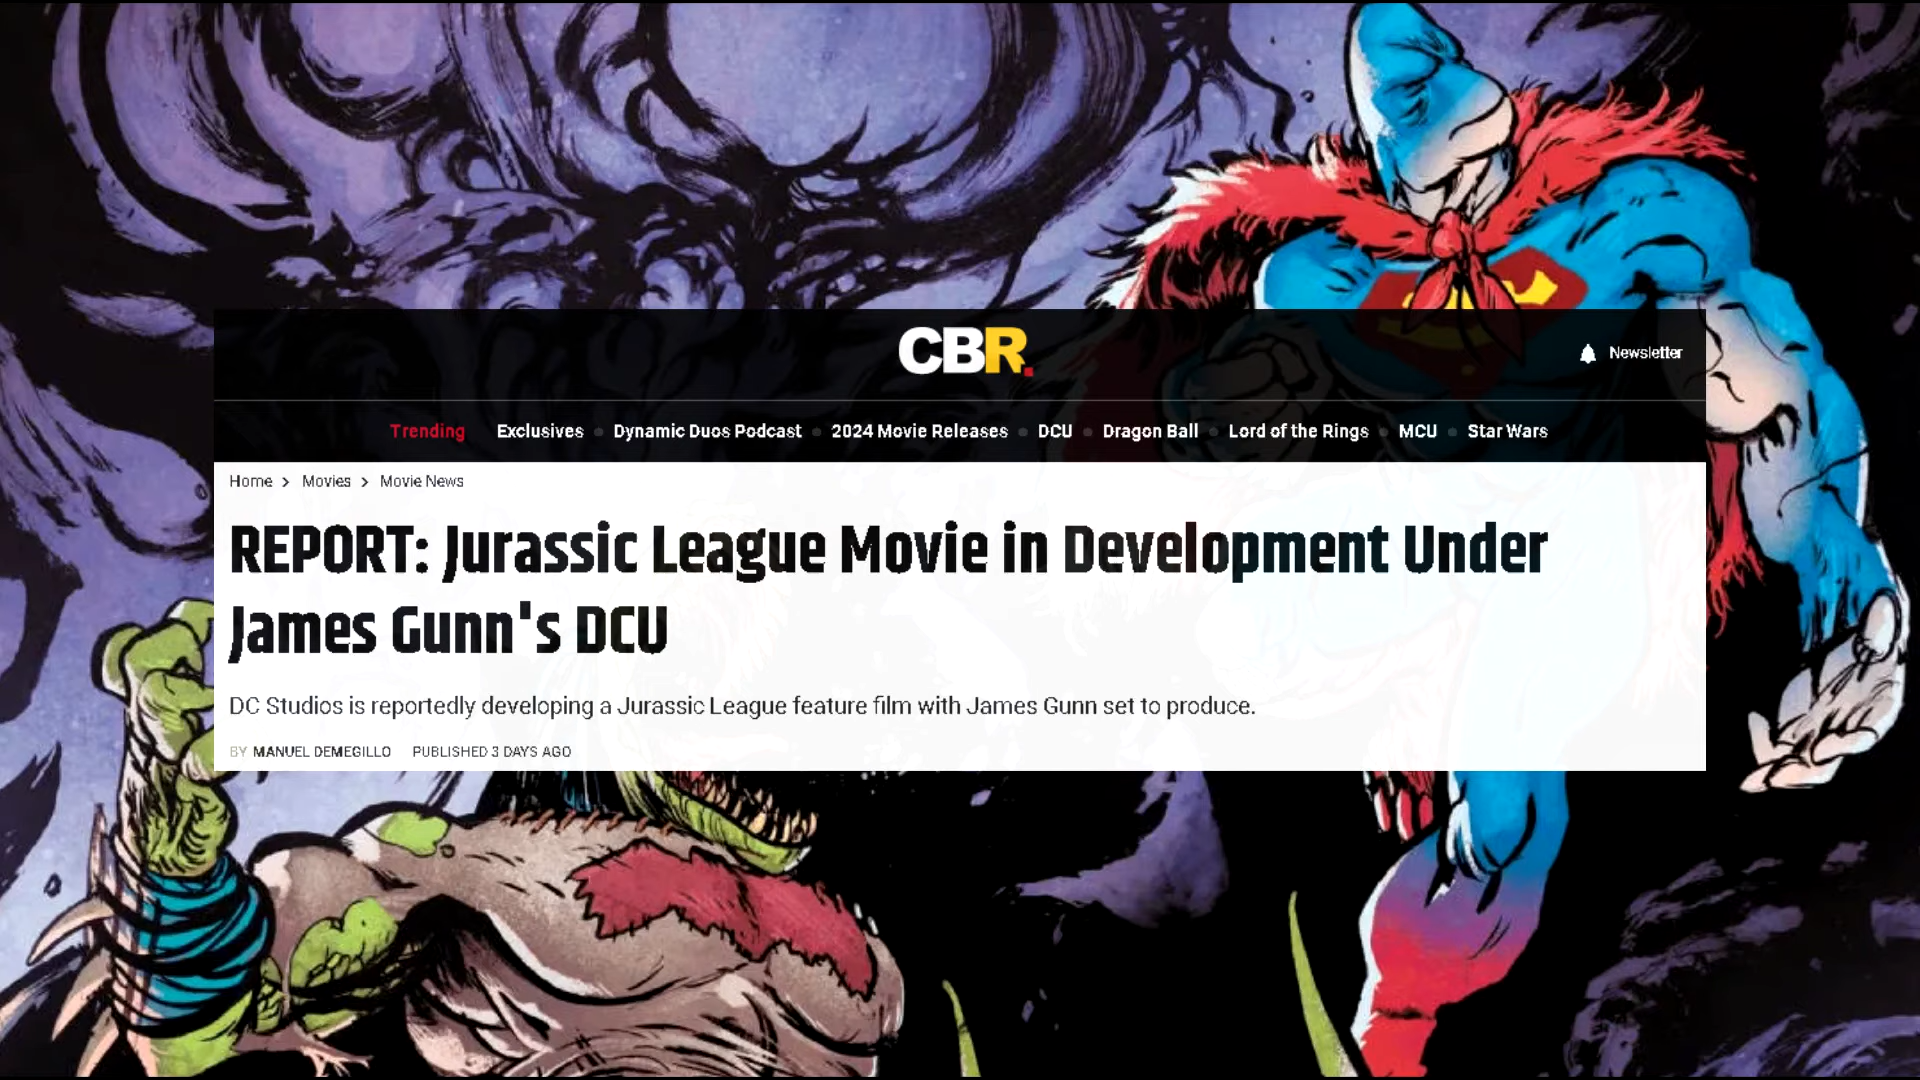 CBR.
Newsletter
Trending Exclusives Dynamic Duos Podcast 2024 Movie Releases DCU Dragon Ball Lord of the Rings MCU Star Wars
Home > Movies > Movie News
REPORT: Jurassic League Movie in Development Under
James Gunn's DCU
DC Studios is reportedly developing a Jurassic League feature film with James Gunn set to produce.
BY MANUEL DEMEGILLO PUBLISHED 3 DAYS AGO